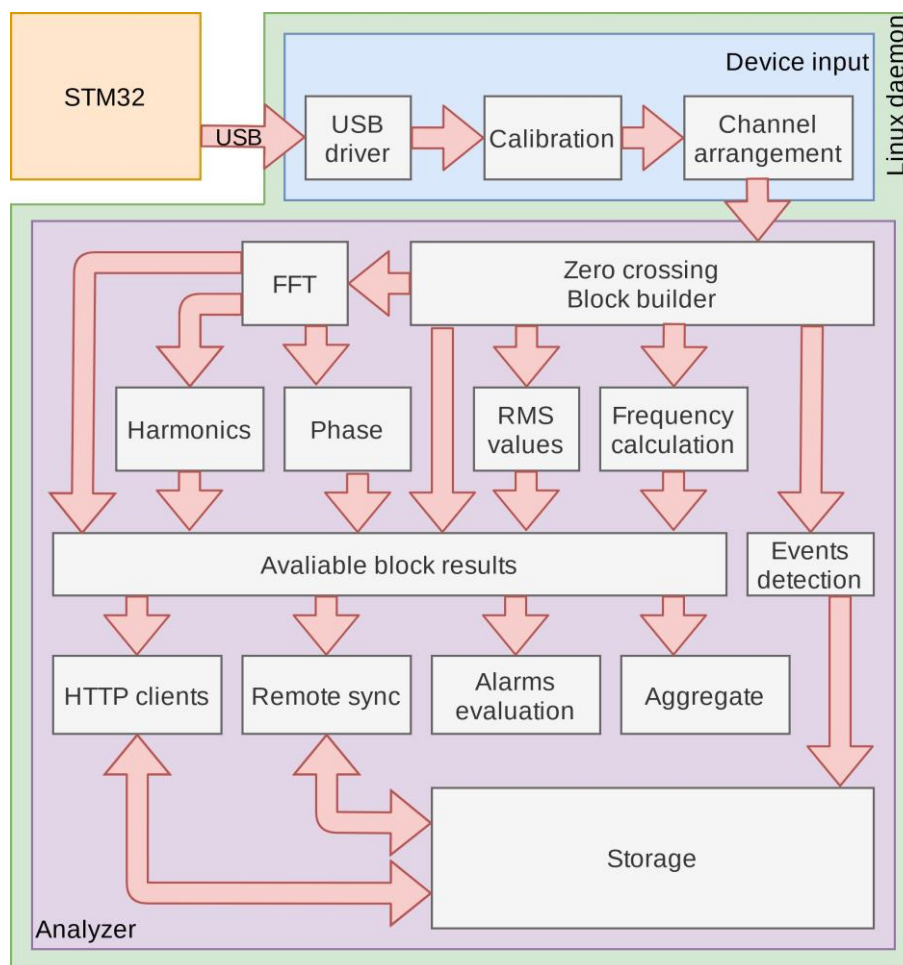 STM32
USB
Linux daemon
Device input
USB
driver
Calibration
Channel
arrangement
FFT
Zero crossing
Block builder
Harmonics
Phase
RMS
values
Frequency
calculation
Avaliable block results
Events
detection
HTTP clients
Remote sync
Alarms
evaluation
Aggregate
Storage
Analyzer